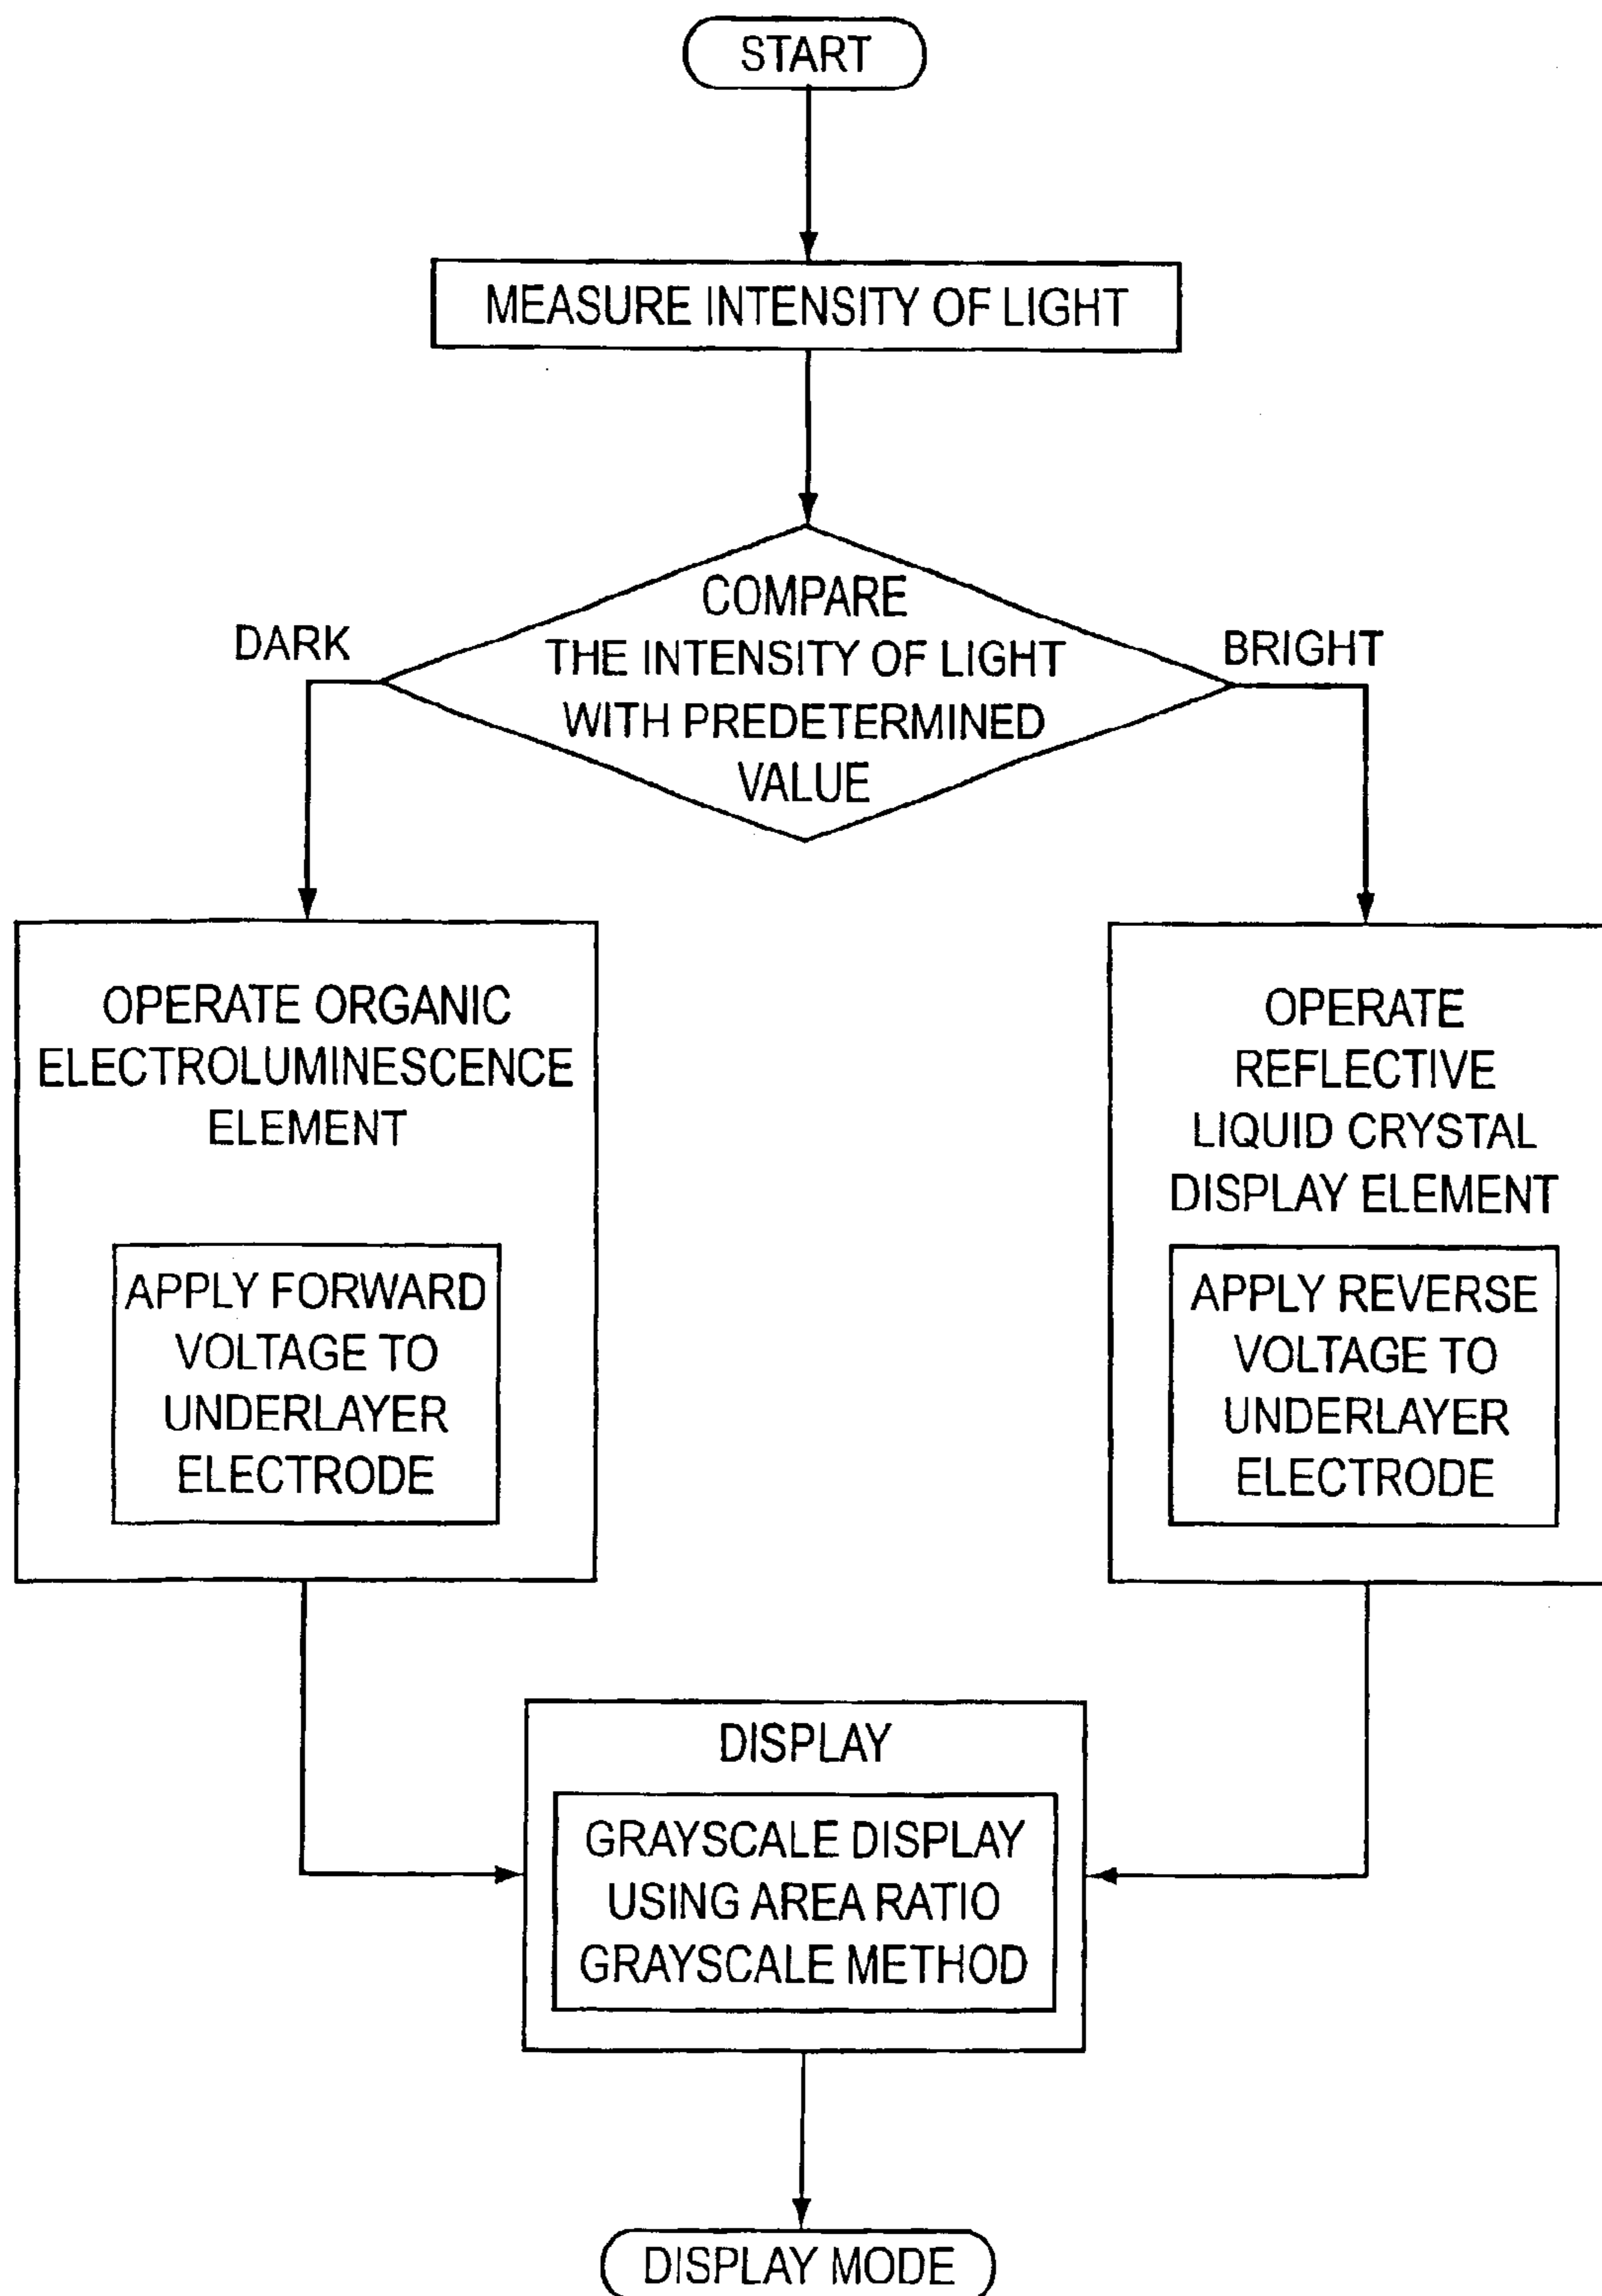 START
MEASURE INTENSITY OF LIGHT
COMPARE
THE INTENSITY OF LIGHT
WITH PREDETERMINED
VALUE
DARK
BRIGHT
OPERATE ORGANIC
ELECTROLUMINESCENCE
ELEMENT
APPLY FORWARD
VOLTAGE TO
UNDERLAYER
ELECTRODE
OPERATE
REFLECTIVE
LIQUID CRYSTAL
DISPLAY ELEMENT
APPLY REVERSE
VOLTAGE TO
UNDERLAYER
ELECTRODE
DISPLAY
GRAYSCALE DISPLAY
USING AREA RATIO
GRAYSCALE METHOD
DISPLAY MODE